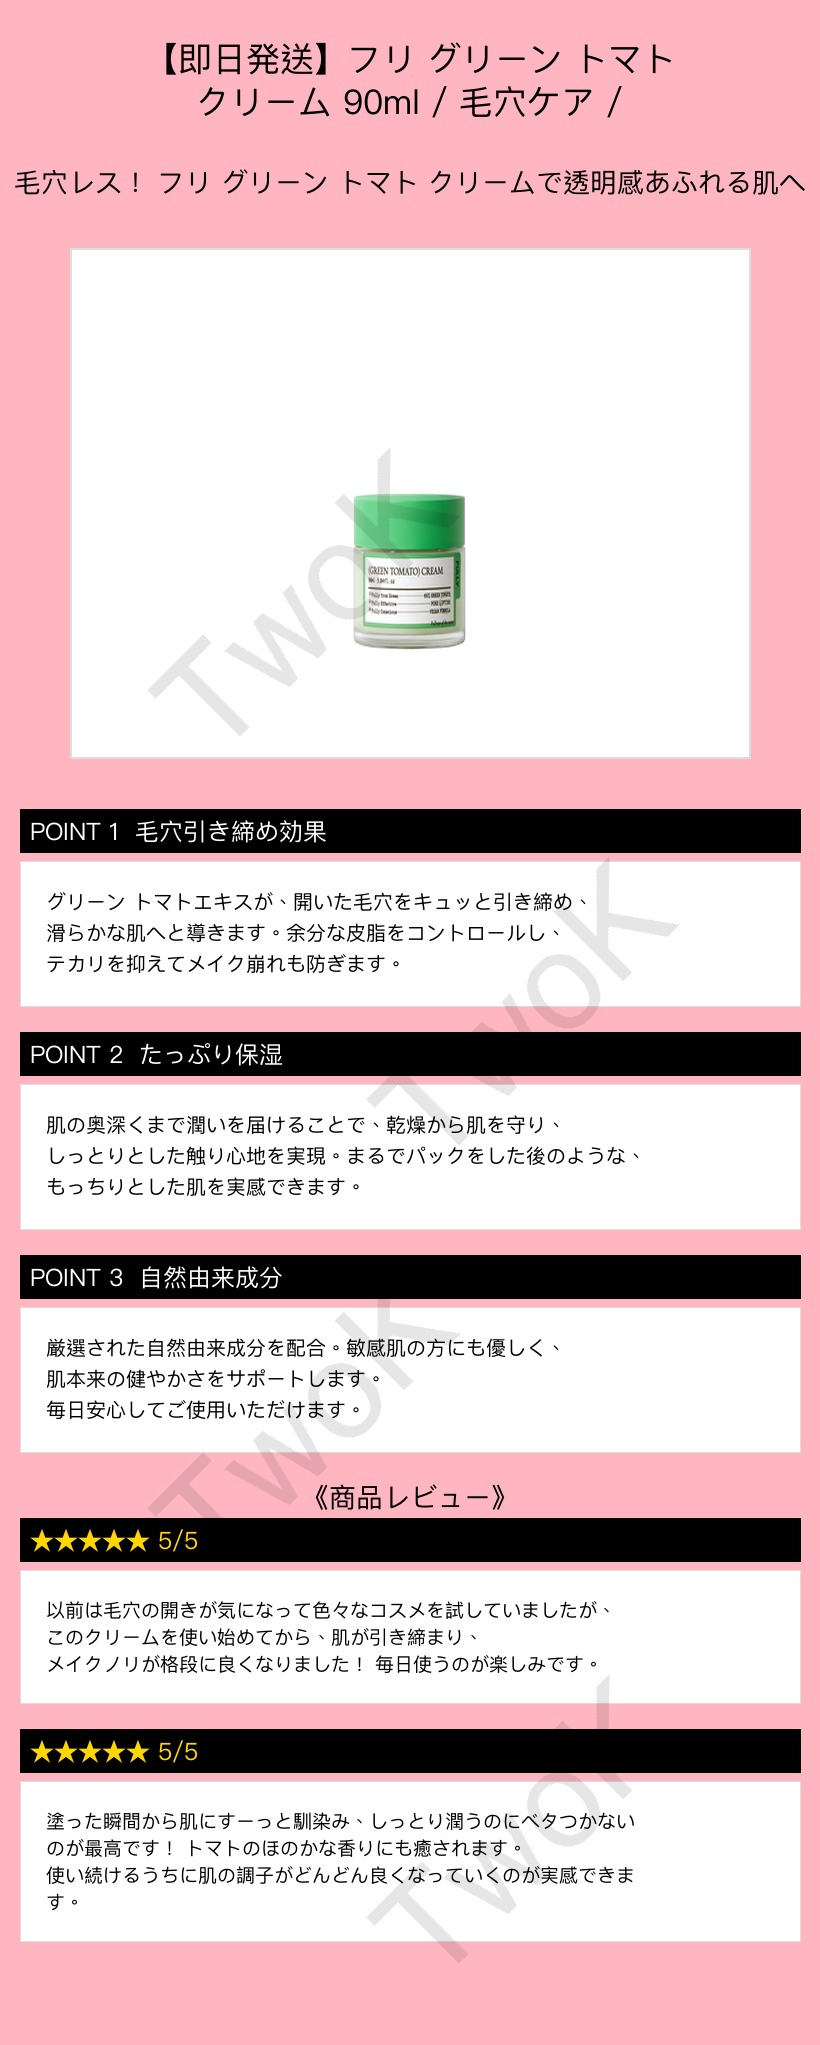 【即日発送】フリ グリーン トマト
クリーム 90ml / 毛穴ケア /
毛穴レス！ フリ グリーン トマト クリームで透明感あふれる肌へ
(GREEN TOMATO) CREAM
TwoK
POINT 1 毛穴引き締め効果
グリーン トマトエキスが、開いた毛穴をキュッと引き締め、
滑らかな肌へと導きます。余分な皮脂をコントロールし、
テカリを抑えてメイク崩れも防ぎます。
TwoK
POINT 2 たっぷり保湿
肌の奥深くまで潤いを届けることで、乾燥から肌を守り、
しっとりとした触り心地を実現。まるでパックをした後のような、
もっちりとした肌を実感できます。
POINT 3 自然由来成分
厳選された自然由来成分を配合。敏感肌の方にも優しく、
肌本来の健やかさをサポートします。
毎日安心してご使用いただけます。
TwoK
《商品レビュー》
★★★★★ 5/5
以前は毛穴の開きが気になって色々なコスメを試していましたが、
このクリームを使い始めてから、肌が引き締まり、
メイクノリが格段に良くなりました！ 毎日使うのが楽しみです。
★★★★★ 5/5
塗った瞬間から肌にすーっと馴染み、しっとり潤うのにベタつかない
のが最高です！ トマトのほのかな香りにも癒されます。
使い続けるうちに肌の調子がどんどん良くなっていくのが実感できま
す。
TwoK